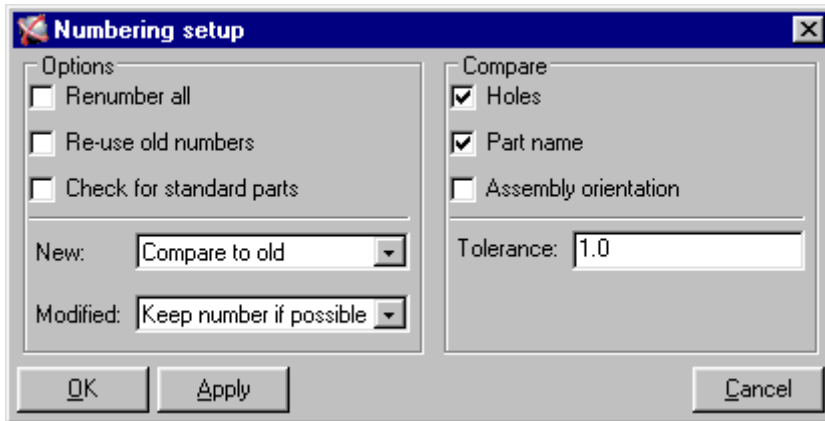 Numbering setup
Options
Renumber all
Re-use old numbers
Check for standard parts
New: Compare to old
Modified: Keep number if possible
Compare
Holes
Part name
Assembly orientation
Tolerance: 1.0
OK Apply Cancel